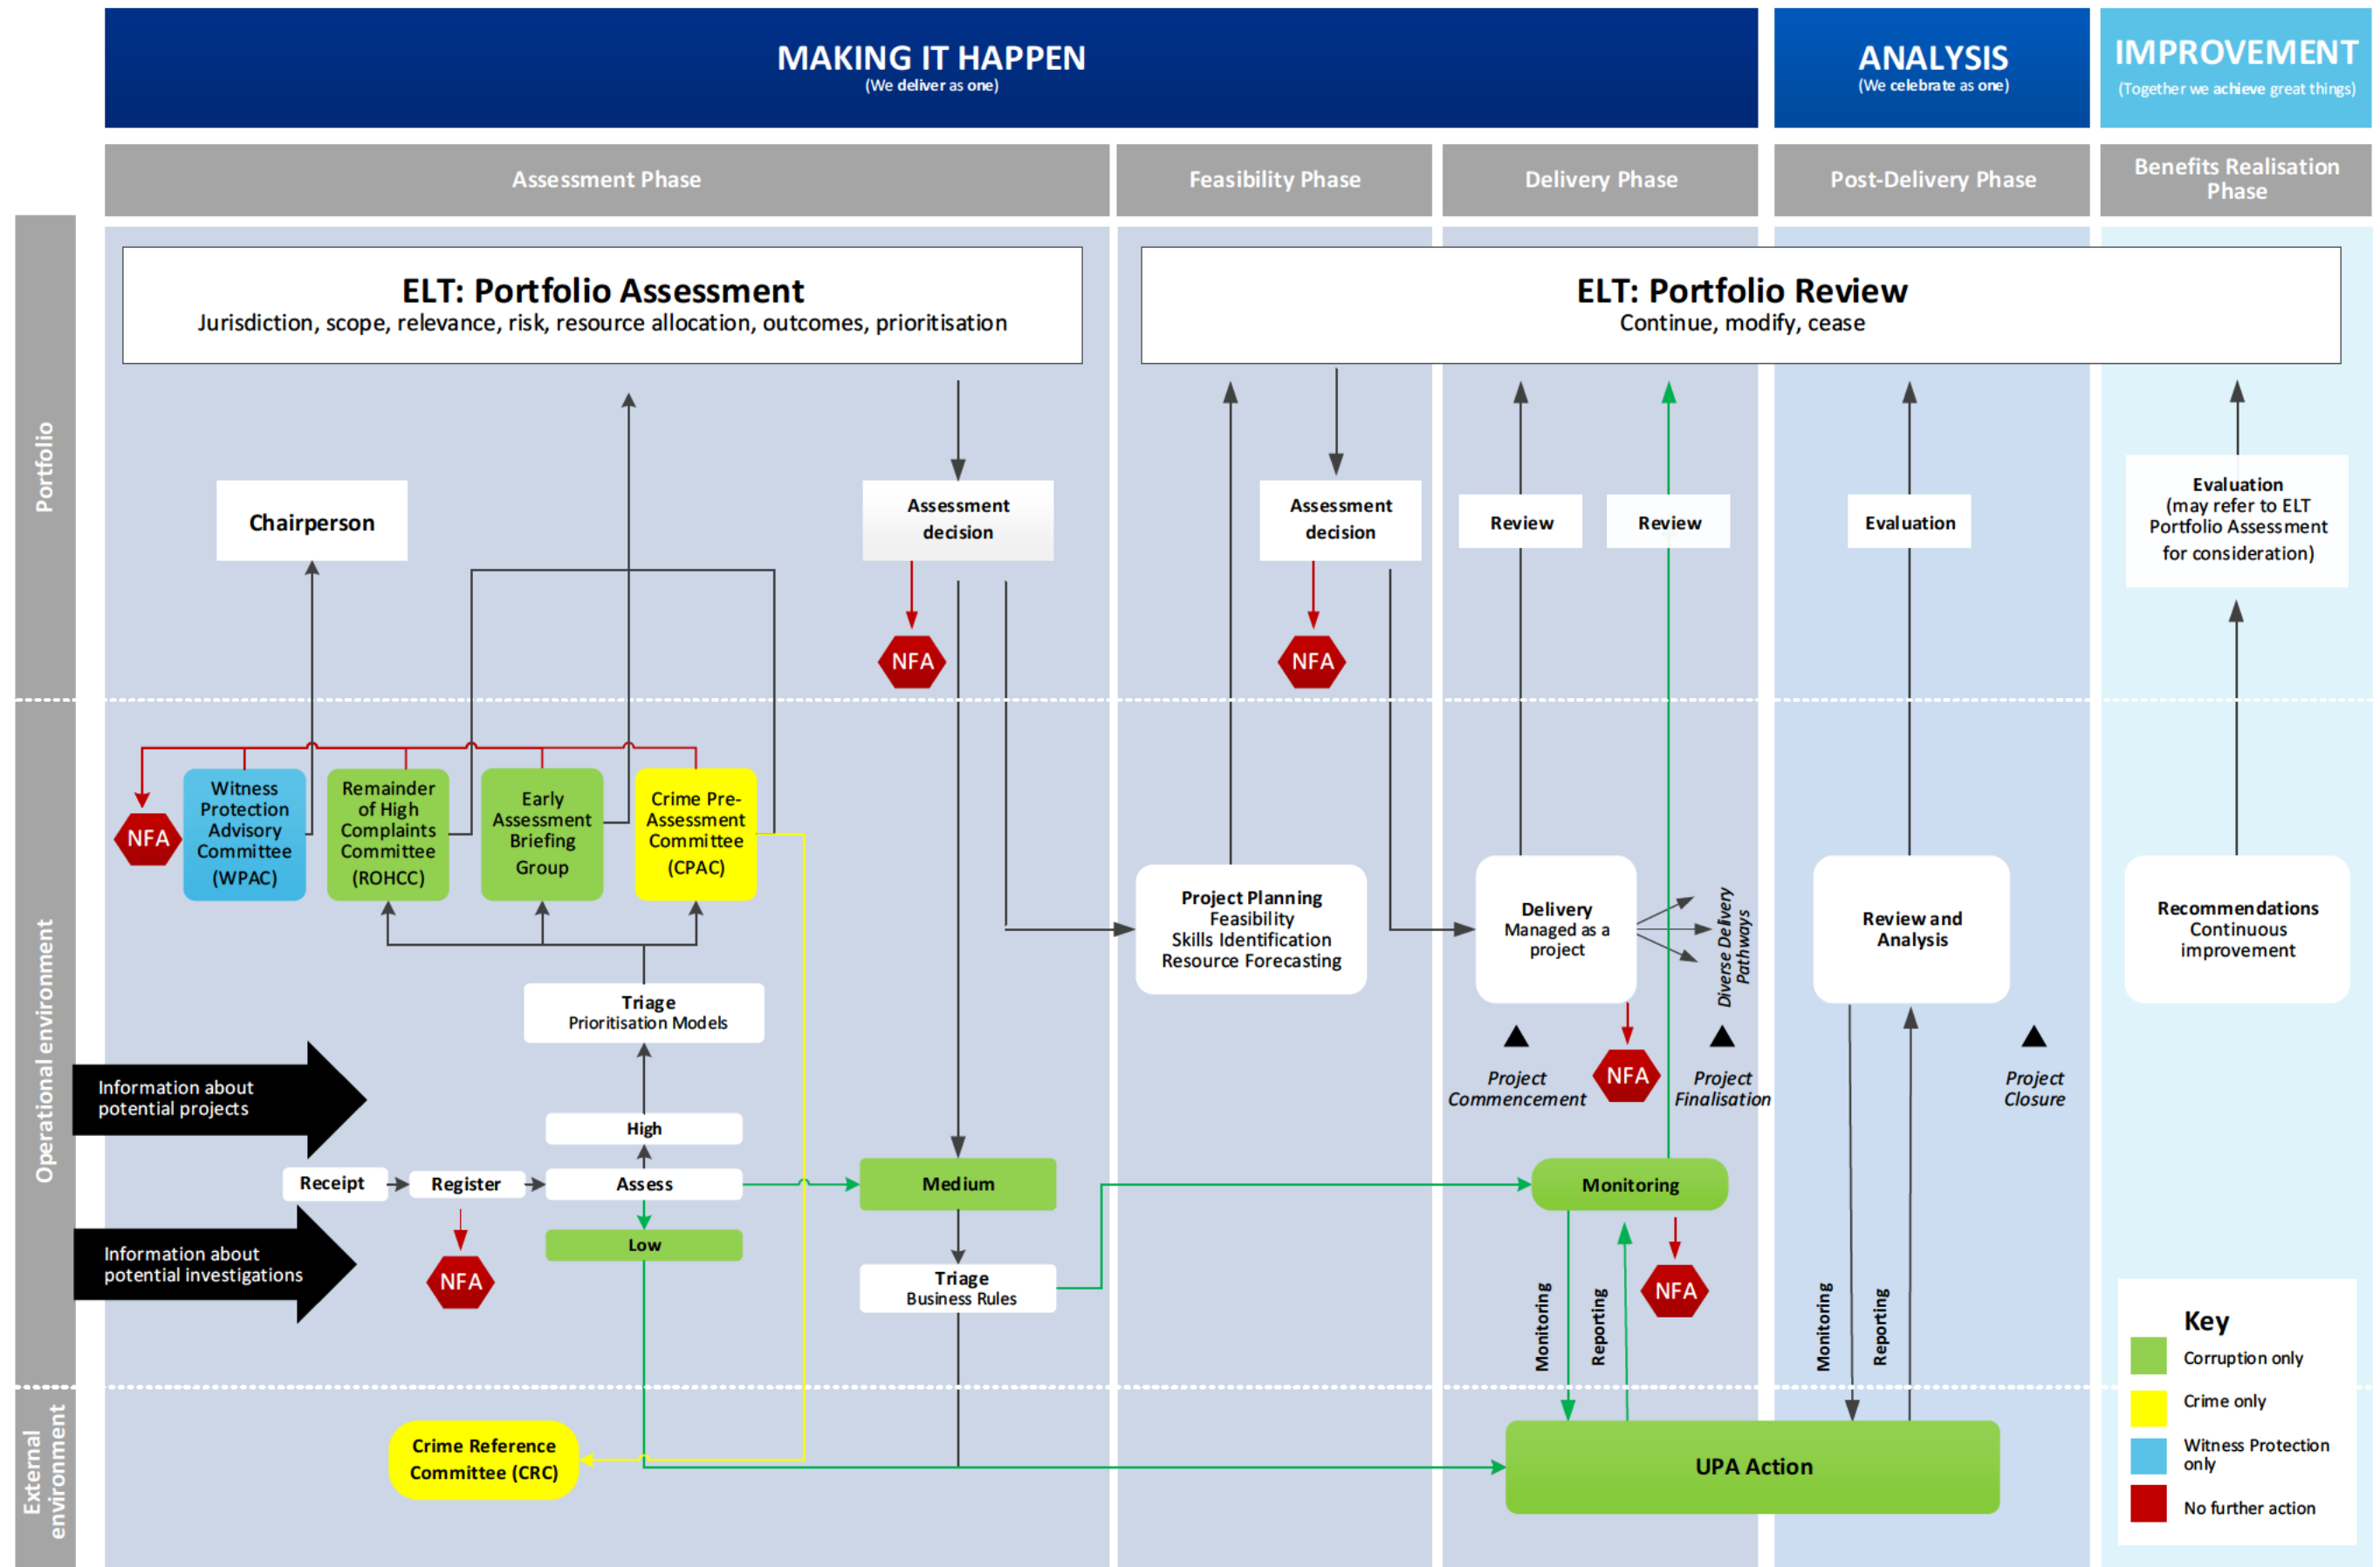 MAKING IT HAPPEN
(We deliver as one)
ANALYSIS
(We celebrate as one)
IMPROVEMENT
(Together we achieve great things)
Assessment Phase
Feasibility Phase
Delivery Phase
Post-Delivery Phase
Benefits Realisation
Phase
Portfolio
ELT: Portfolio Assessment
Jurisdiction, scope, relevance, risk, resource allocation, outcomes, prioritisation
ELT: Portfolio Review
Continue, modify, cease
Chairperson
Assessment
decision
Assessment
decision
Review
Review
Evaluation
Evaluation
(may refer to ELT
Portfolio Assessment
for consideration)
NFA
NFA
Operational environment
NFA
Witness
Protection
Advisory
Committee
(WPAC)
Remainder
of High
Complaints
Committee
(ROHCC)
Early
Assessment
Briefing
Group
Crime Pre-
Assessment
Committee
(CPAC)
Project Planning
Feasibility
Skills Identification
Resource Forecasting
Delivery
Managed as a
project
Diverse Delivery
Pathways
Review and
Analysis
Recommendations
Continuous
improvement
Triage
Prioritisation Models
Information about
potential projects
Project
Commencement
NFA
Project
Finalisation
Project
Closure
High
Receipt
Register
Assess
Medium
Monitoring
Low
Information about
potential investigations
NFA
Triage
Business Rules
NFA
Monitoring
Reporting
Monitoring
Reporting
External
environment
Crime Reference
Committee (CRC)
UPA Action
Key
Corruption only
Crime only
Witness Protection
only
No further action